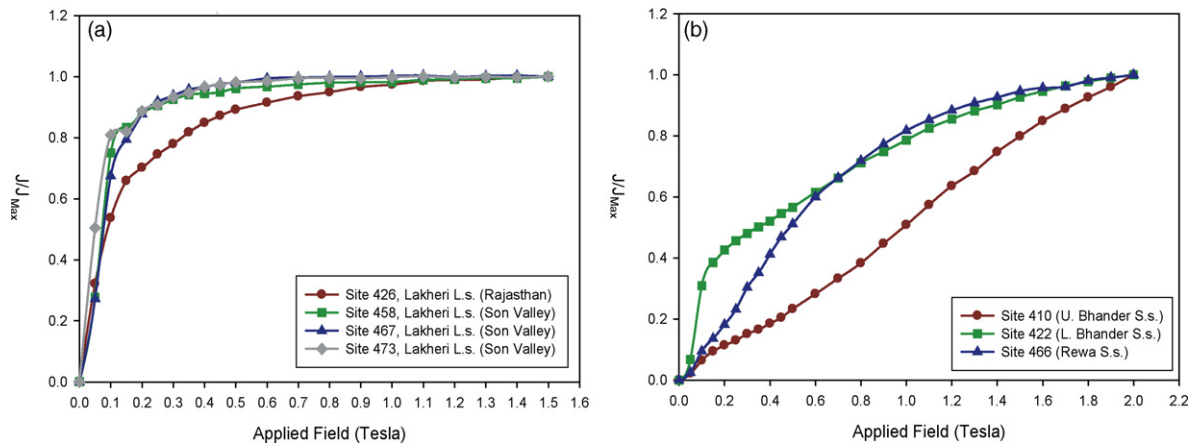 (a)
1.2
1.0
0.8
0.6
0.4
0.2
0.0
J/J Max
0.0 0.1 0.2 0.3 0.4 0.5 0.6 0.7 0.8 0.9 1.0 1.1 1.2 1.3 1.4 1.5 1.6
Applied Field (Tesla)
Site 426, Lakheri L.s. (Rajasthan)
Site 458, Lakheri L.s. (Son Valley)
Site 467, Lakheri L.s. (Son Valley)
Site 473, Lakheri L.s. (Son Valley)
(b)
1.2
1.0
0.8
0.6
0.4
0.2
0.0
J/J Max
0.0 0.2 0.4 0.6 0.8 1.0 1.2 1.4 1.6 1.8 2.0 2.2
Applied Field (Tesla)
Site 410 (U. Bhander S.s.)
Site 422 (L. Bhander S.s.)
Site 466 (Rewa S.s.)